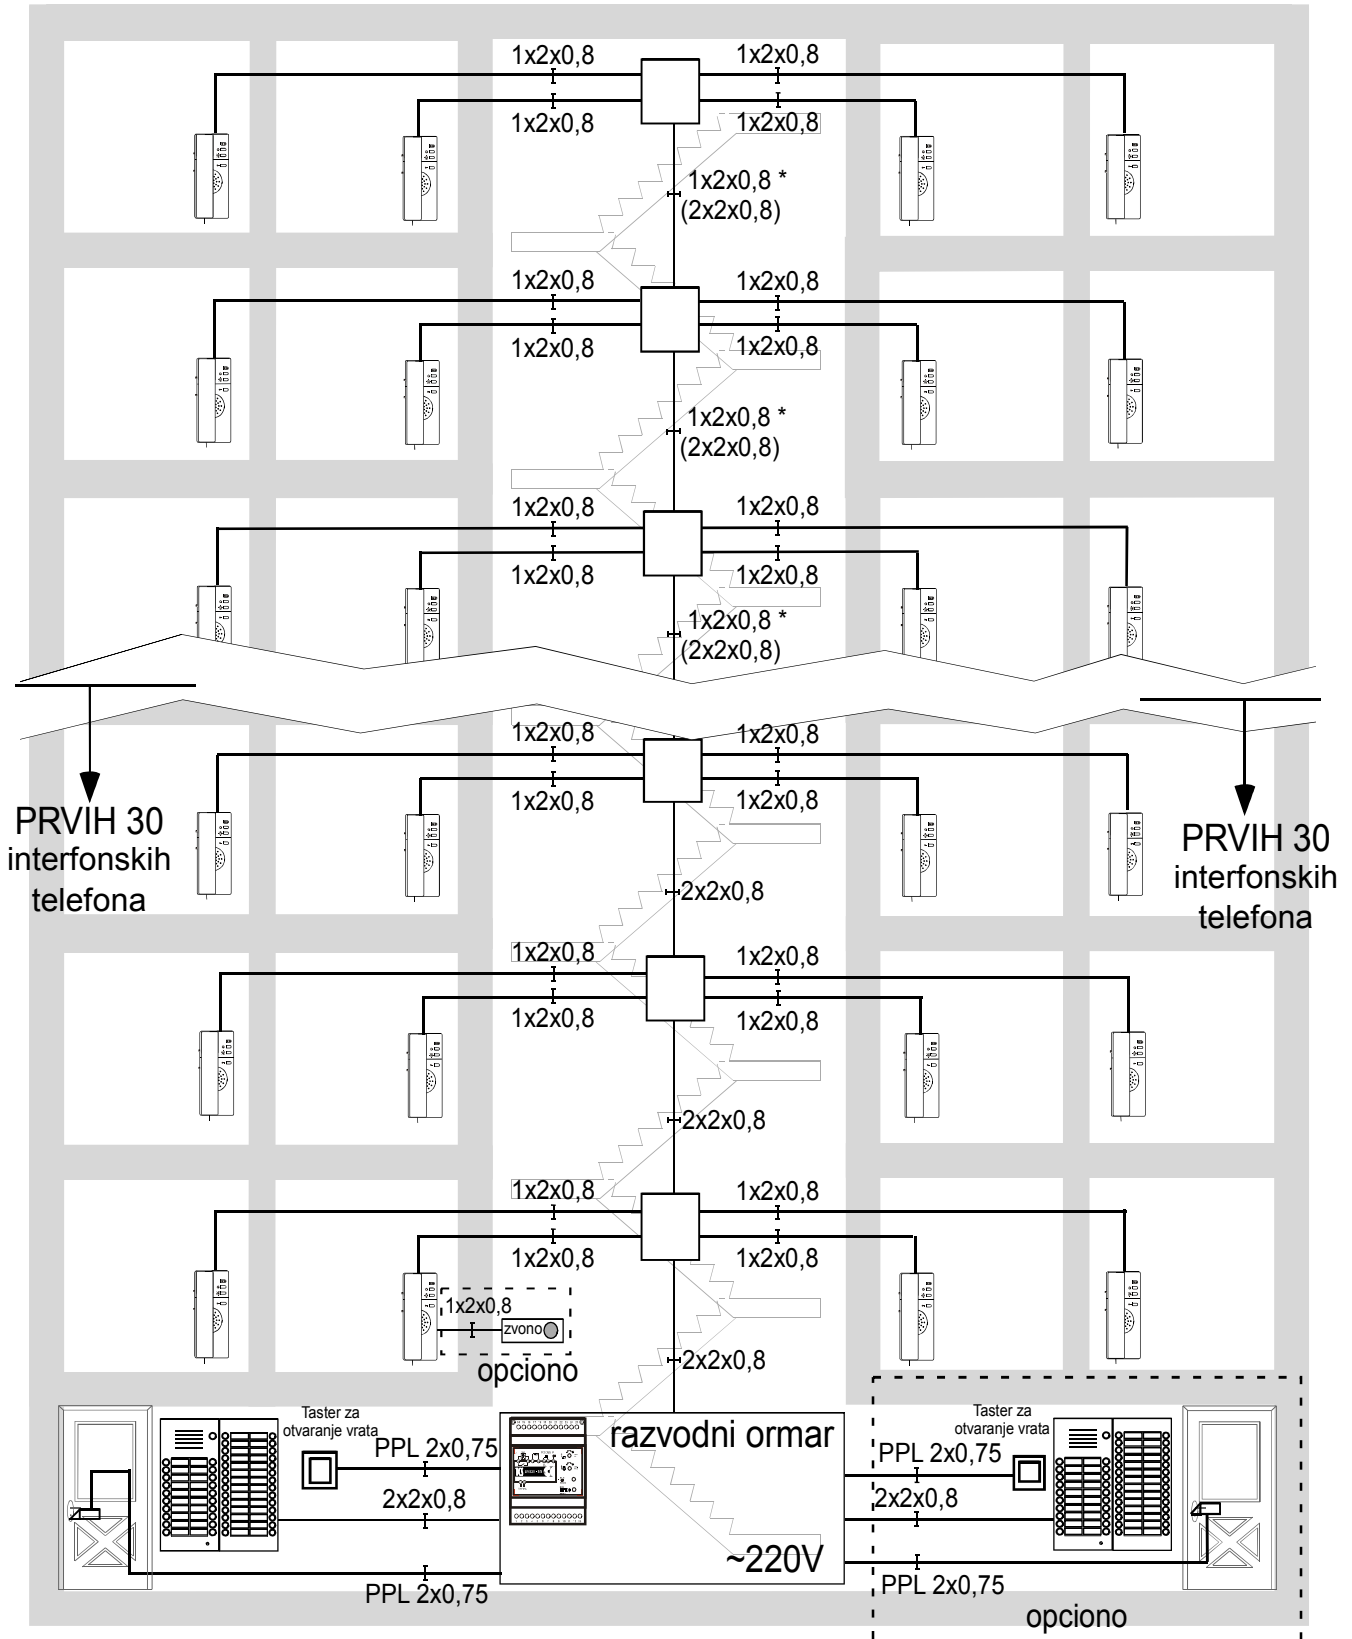 1x2x0,8 1x2x0,8
1x2x0,8 1x2x0,8
1x2x0,8 *
(2x2x0,8)
1x2x0,8 1x2x0,8
1x2x0,8 1x2x0,8
1x2x0,8 *
(2x2x0,8)
1x2x0,8 1x2x0,8
1x2x0,8 1x2x0,8
1x2x0,8 *
(2x2x0,8)
1x2x0,8 1x2x0,8
1x2x0,8 1x2x0,8
PRVIH 30
interfonskih
telefona
PRVIH 30
interfonskih
telefona
2x2x0,8
1x2x0,8 1x2x0,8
1x2x0,8 1x2x0,8
2x2x0,8
1x2x0,8 1x2x0,8
1x2x0,8 1x2x0,8
1x2x0,8
zvono
opciono
2x2x0,8
Taster za
otvaranje vrata
PPL 2x0,75
2x2x0,8
PPL 2x0,75
razvodni ormar
~220V
Taster za
otvaranje vrata
PPL 2x0,75
2x2x0,8
PPL 2x0,75
opciono